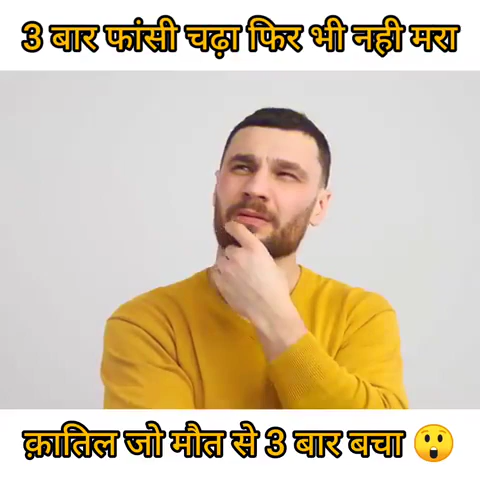 3 बार फांसी चढ़ा फिर भी नही मरा
क़ातिल जो मौत से 3 बार बचा 😲